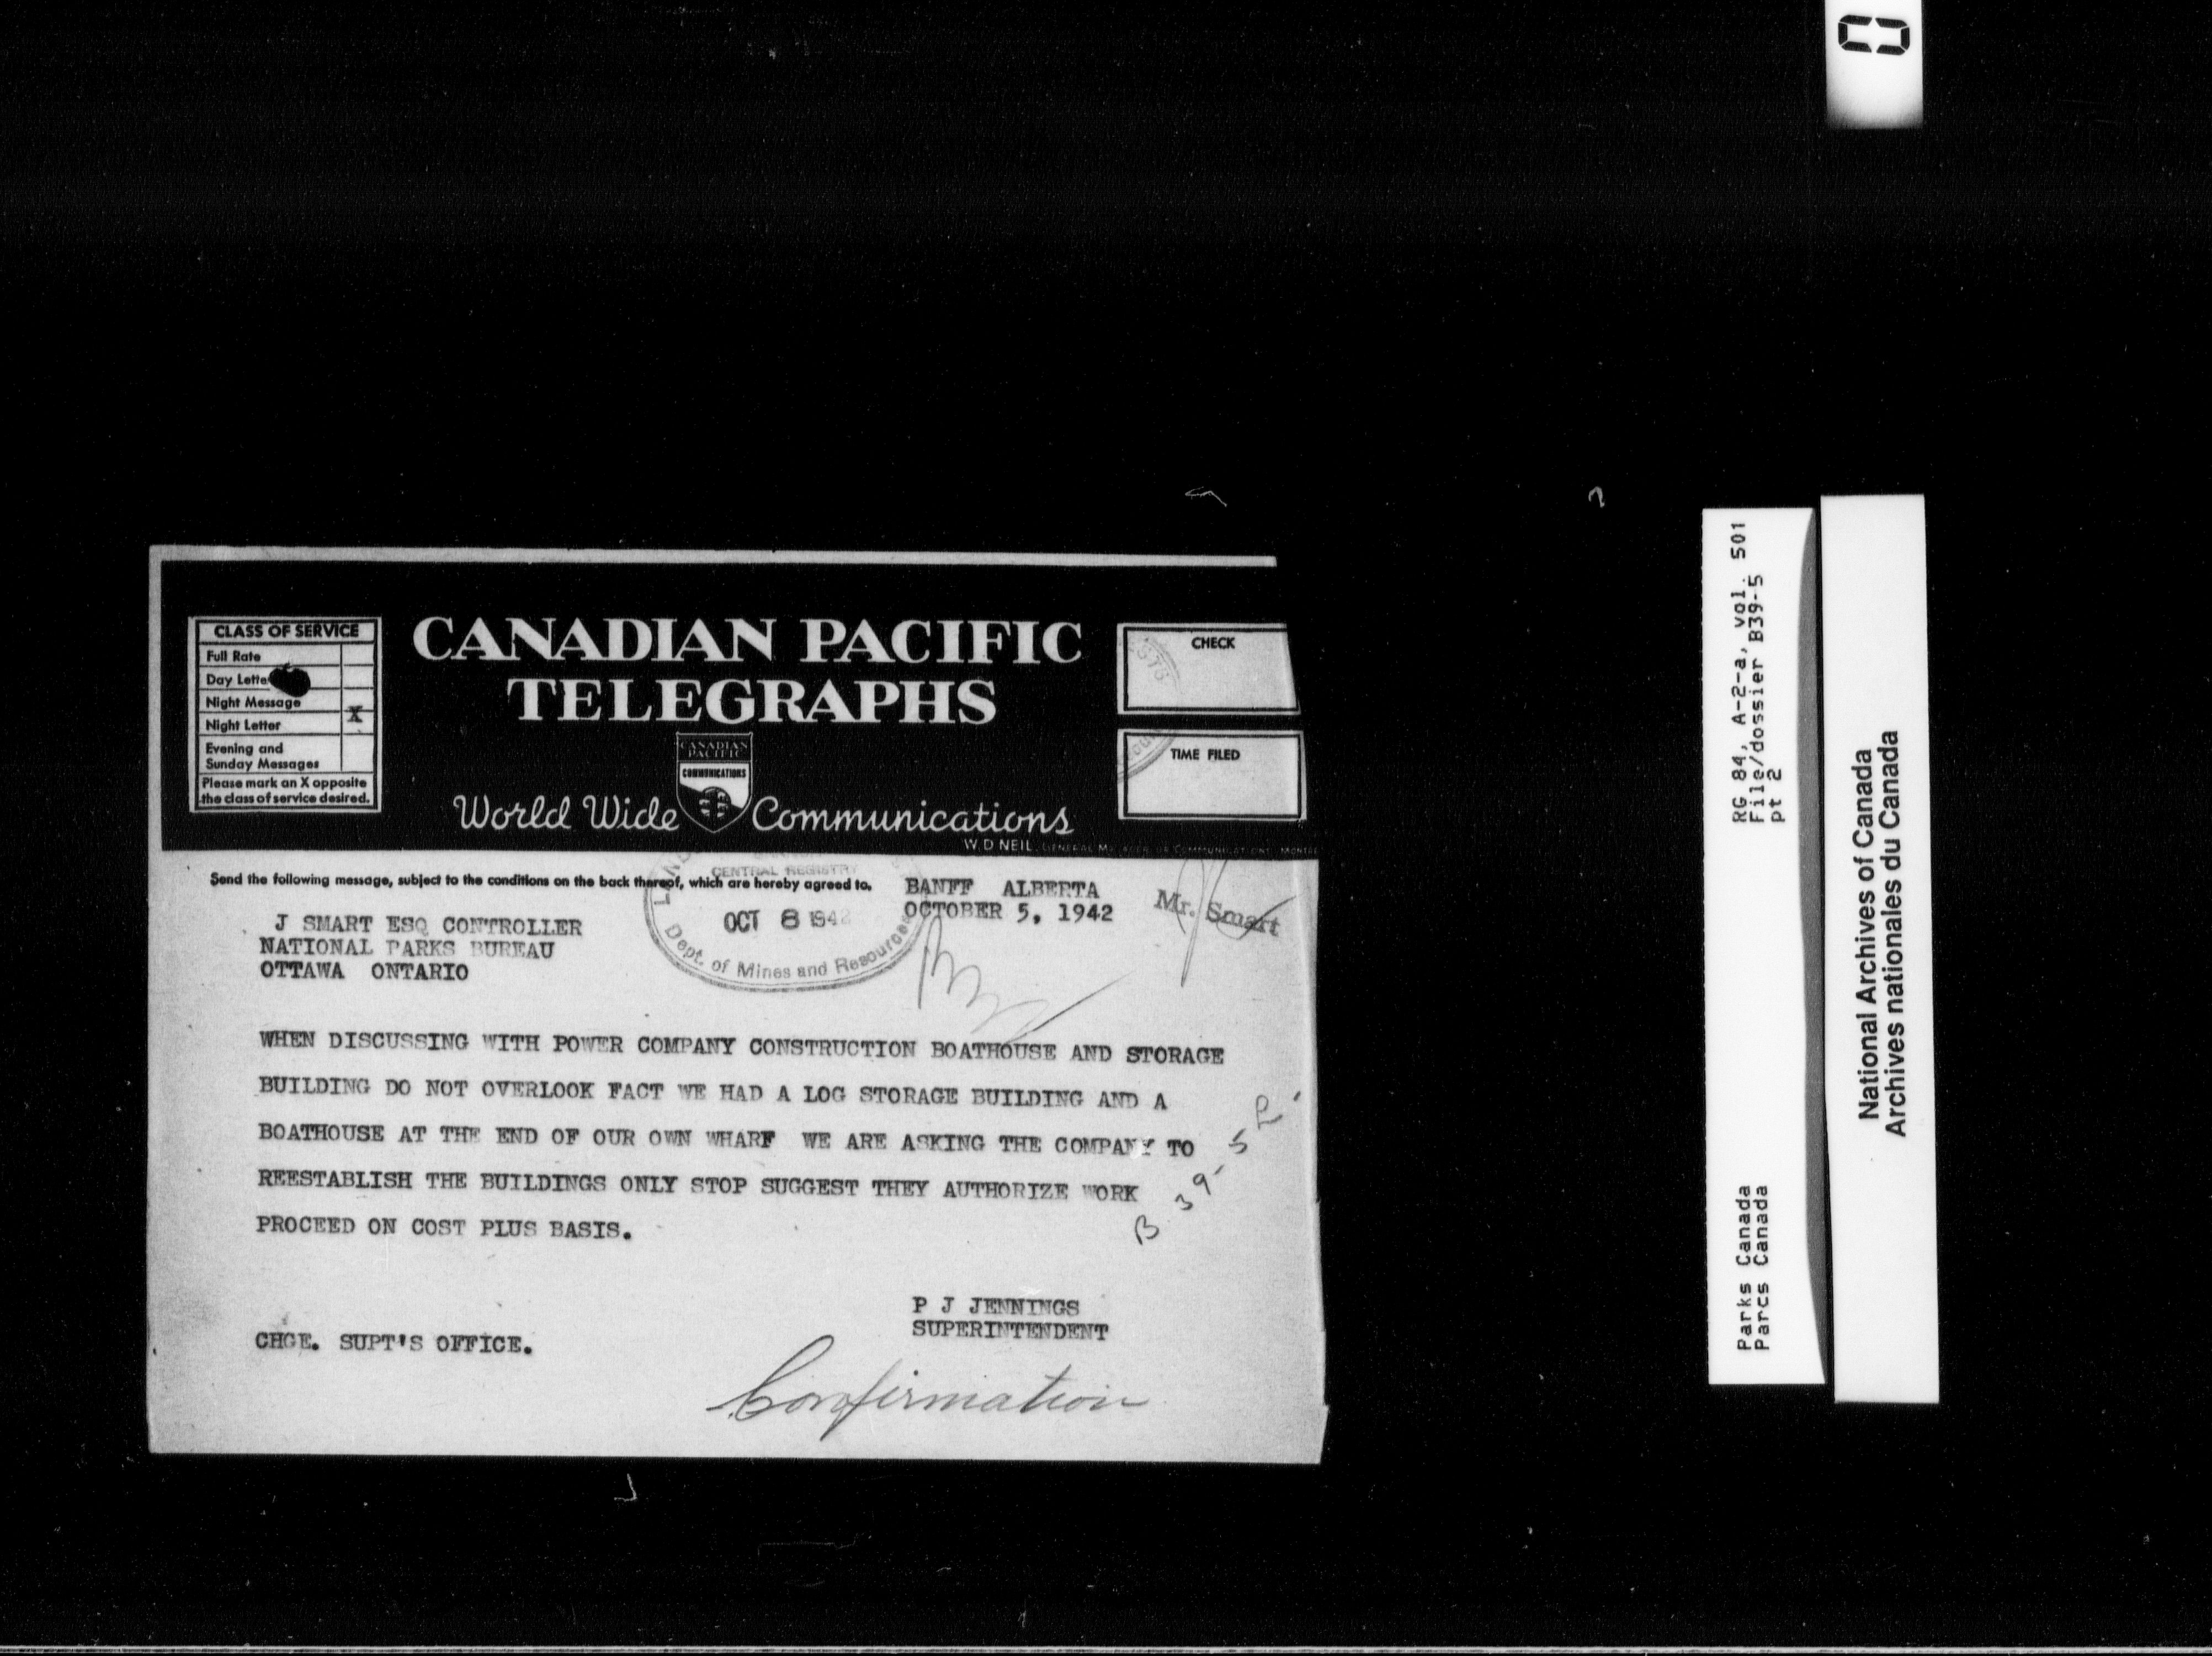 CLASS OF SERVICE
Full Rate
Day Lette
Night Message
Night Letter X
Evening and
Sunday Messages
Please mark an X opposite
the class of service desired.
CANADIAN PACIFIC
TELEGRAPHS
CANADIAN
PACIFIC
COMMUNICATIONS
World Wide Communications
CHECK
TIME FILED
W.D NEIL, GENERAL MANAGER OF COMMUNICATIONS, MONTRE
Send the following message, subject to the conditions on the back thereof, which are hereby agreed to.
CENTRAL REGISTRY
OCT 8 1942
Dept. of Mines and Resources
BANFF ALBERTA
OCTOBER 5, 1942
Mr. Smart
J SMART ESQ CONTROLLER
NATIONAL PARKS BUREAU
OTTAWA ONTARIO
WHEN DISCUSSING WITH POWER COMPANY CONSTRUCTION BOATHOUSE AND STORAGE
BUILDING DO NOT OVERLOOK FACT WE HAD A LOG STORAGE BUILDING AND A
BOATHOUSE AT THE END OF OUR OWN WHARF WE ARE ASKING THE COMPANY TO
REESTABLISH THE BUILDINGS ONLY STOP SUGGEST THEY AUTHORIZE WORK
PROCEED ON COST PLUS BASIS.
B 39-5
P J JENNINGS
SUPERINTENDENT
CHGE. SUPT'S OFFICE.
Confirmation
RG 84, A-2-a, vol. 501
File/dossier B39-5
pt 2
Parks Canada
Parcs Canada
National Archives of Canada
Archives nationales du Canada